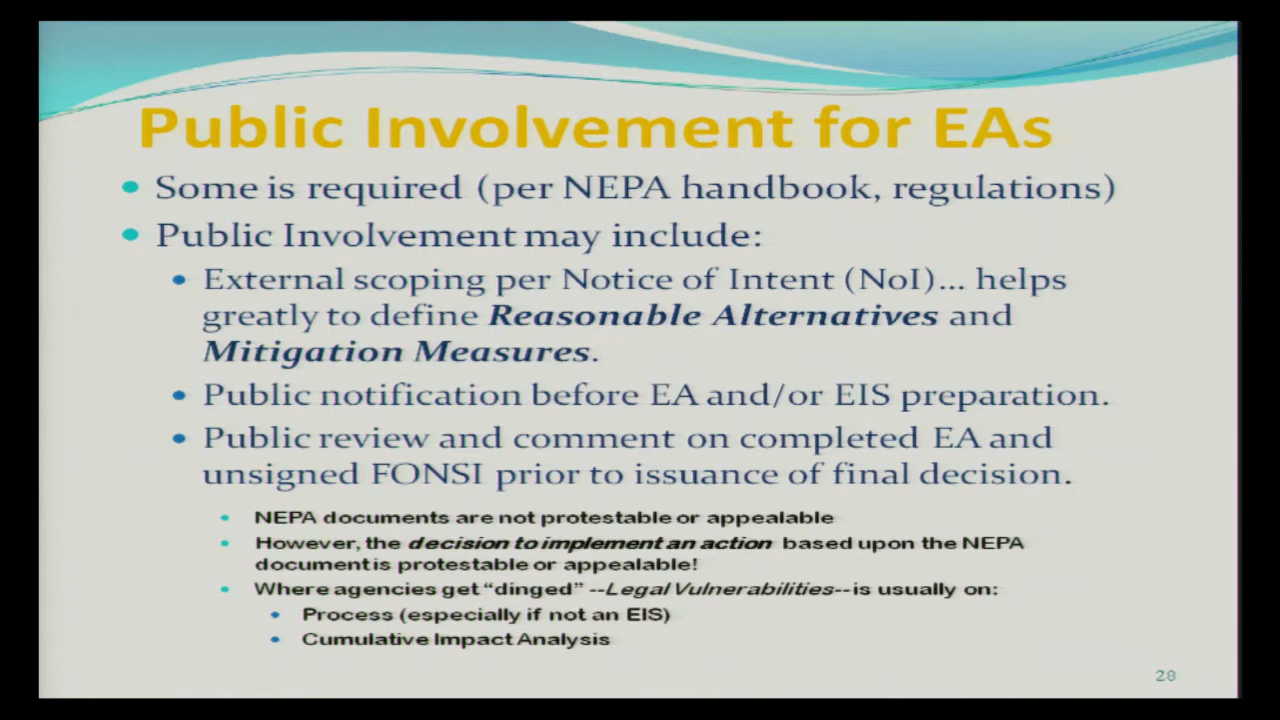 Public Involvement for EAs
Some is required (per NEPA handbook, regulations)
Public Involvement may include:
External scoping per Notice of Intent (NoI)... helps
greatly to define Reasonable Alternatives and
Mitigation Measures.
Public notification before EA and/or EIS preparation.
Public review and comment on completed EA and
unsigned FONSI prior to issuance of final decision.
NEPA documents are not protestable or appealable
However, the decision to implement an action based upon the NEPA
document is protestable or appealable!
Where agencies get “dinged” --Legal Vulnerabilities-- is usually on:
Process (especially if not an EIS)
Cumulative Impact Analysis
28